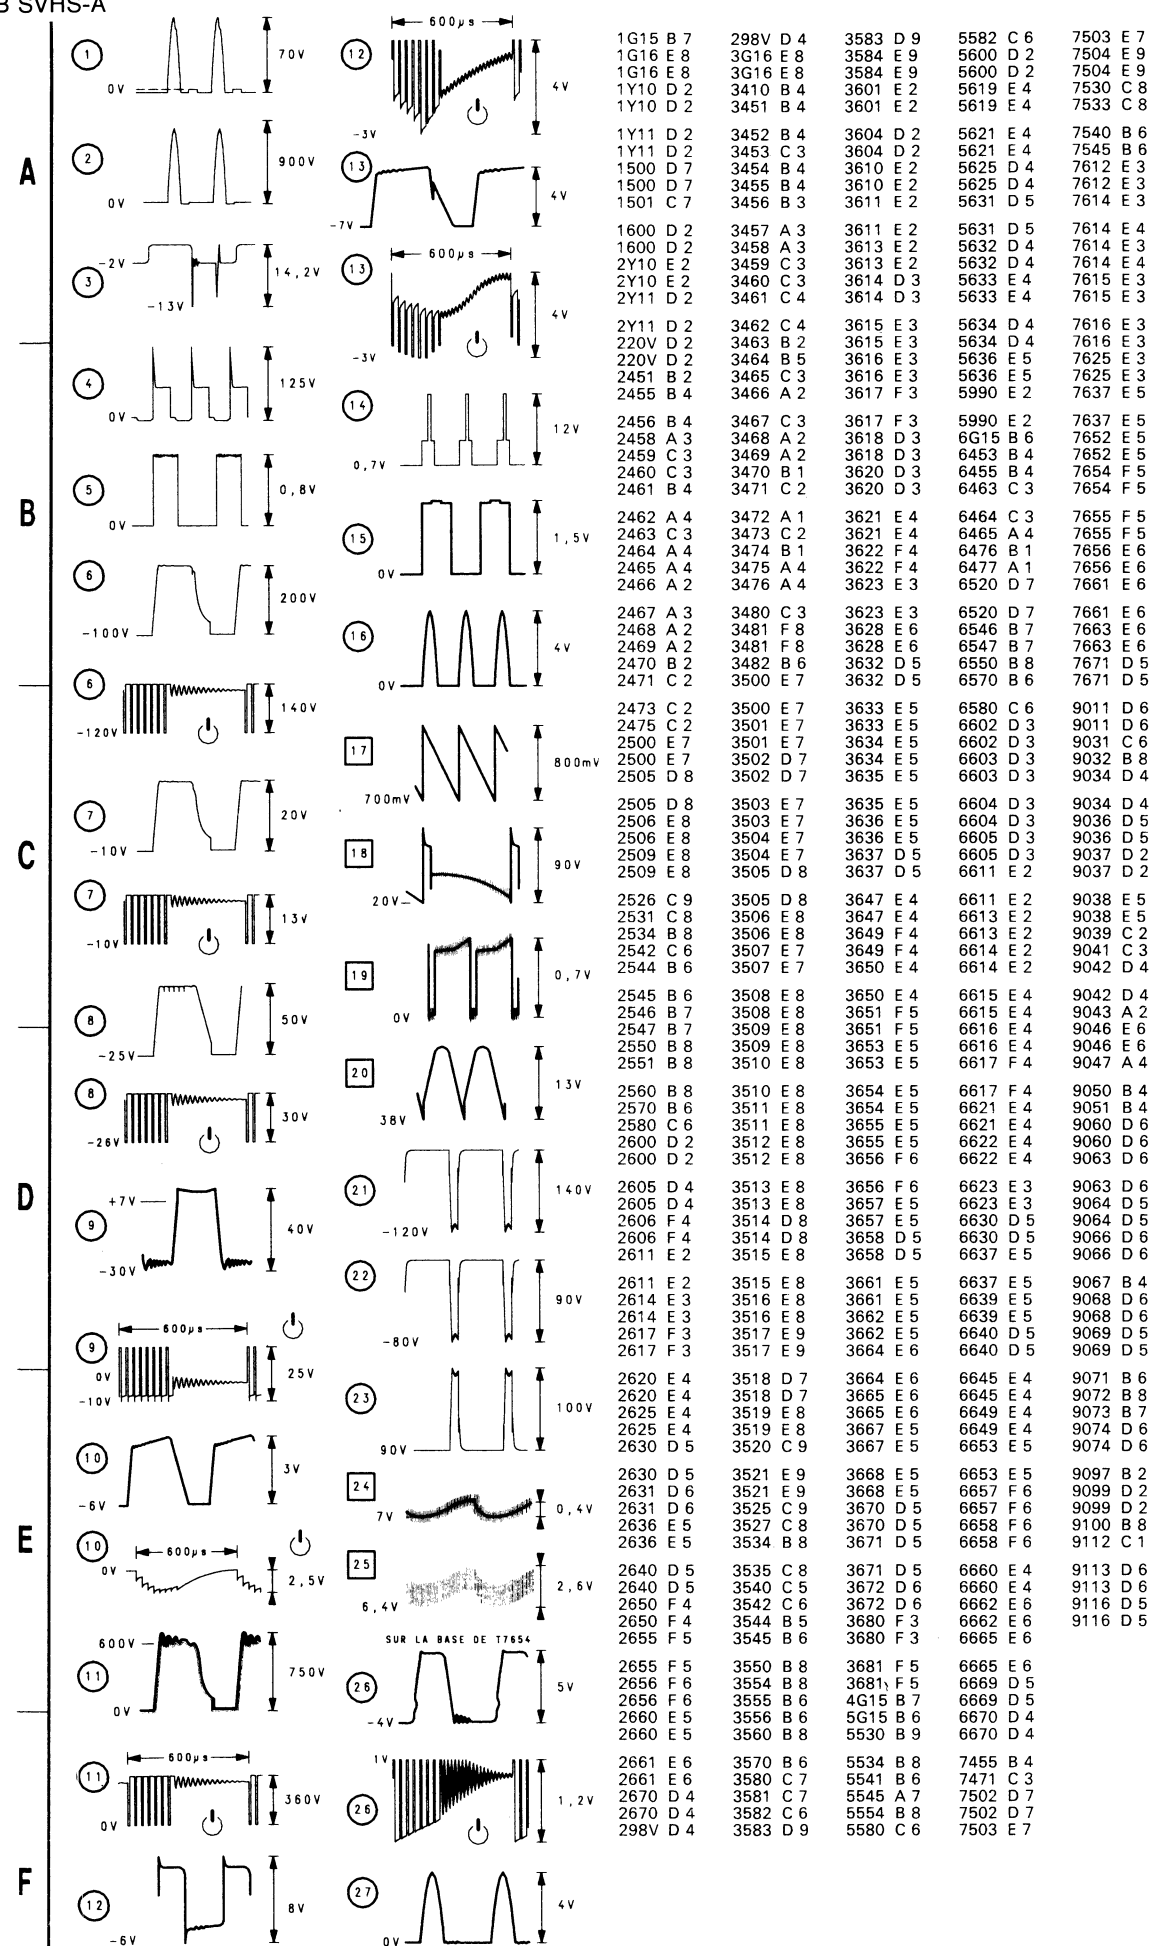 B SVHS-A
A
B
C
D
E
F
1
70V
0V
2
900V
0V
-2V
3
14,2V
-13V
4
125V
0V
5
0,8V
0V
6
200V
-100V
6
140V
-120V
7
20V
-10V
7
13V
-10V
8
50V
-25V
8
30V
-26V
+7V
9
40V
-30V
600µs
9
0V
25V
-10V
10
3V
-6V
10
600µs
0V
2,5V
600V
11
750V
0V
600µs
11
360V
0V
12
8V
-6V
600µs
12
4V
-3V
13
4V
-7V
600µs
13
4V
-3V
14
12V
0,7V
15
1,5V
0V
16
4V
0V
17
800mV
700mV
18
90V
20V
19
0,7V
0V
20
13V
38V
21
140V
-120V
22
90V
-80V
23
100V
90V
24
0,4V
7V
25
2,6V
6,4V
SUR LA BASE DE T7654
26
5V
-4V
1V
26
1,2V
27
4V
0V
1G15 B 7 298V D 4 3583 D 9 5582 C 6 7503 E 7
1G16 E 8 3G16 E 8 3584 E 9 5600 D 2 7504 E 9
1G16 E 8 3G16 E 8 3584 E 9 5600 D 2 7504 E 9
1Y10 D 2 3410 B 4 3601 E 2 5619 E 4 7530 C 8
1Y10 D 2 3451 B 4 3601 E 2 5619 E 4 7533 C 8
1Y11 D 2 3452 B 4 3604 D 2 5621 E 4 7540 B 6
1Y11 D 2 3453 C 3 3604 D 2 5621 E 4 7545 B 6
1500 D 7 3454 B 4 3610 E 2 5625 D 4 7612 E 3
1500 D 7 3455 B 4 3610 E 2 5625 D 4 7612 E 3
1501 C 7 3456 B 3 3611 E 2 5631 D 5 7614 E 3
1600 D 2 3457 A 3 3611 E 2 5631 D 5 7614 E 4
1600 D 2 3458 A 3 3613 E 2 5632 D 4 7614 E 3
2Y10 E 2 3459 C 3 3613 E 2 5632 D 4 7614 E 4
2Y10 E 2 3460 C 3 3614 D 3 5633 E 4 7615 E 3
2Y11 D 2 3461 C 4 3614 D 3 5633 E 4 7615 E 3
2Y11 D 2 3462 C 4 3615 E 3 5634 D 4 7616 E 3
220V D 2 3463 B 2 3615 E 3 5634 D 4 7616 E 3
220V D 2 3464 B 5 3616 E 3 5636 E 5 7625 E 3
2451 B 2 3465 C 3 3616 E 3 5636 E 5 7625 E 3
2455 B 4 3466 A 2 3617 F 3 5990 E 2 7637 E 5
2456 B 4 3467 C 3 3617 F 3 5990 E 2 7637 E 5
2458 A 3 3468 A 2 3618 D 3 6G15 B 6 7652 E 5
2459 C 3 3469 A 2 3618 D 3 6453 B 4 7652 E 5
2460 C 3 3470 B 1 3620 D 3 6455 B 4 7654 F 5
2461 B 4 3471 C 2 3620 D 3 6463 C 3 7654 F 5
2462 A 4 3472 A 1 3621 E 4 6464 C 3 7655 F 5
2463 C 3 3473 C 2 3621 E 4 6465 A 4 7655 F 5
2464 A 4 3474 B 1 3622 F 4 6476 B 1 7656 E 6
2465 A 4 3475 A 4 3622 F 4 6477 A 1 7656 E 6
2466 A 2 3476 A 4 3623 E 3 6520 D 7 7661 E 6
2467 A 3 3480 C 3 3623 E 3 6520 D 7 7661 E 6
2468 A 2 3481 F 8 3628 E 6 6546 B 7 7663 E 6
2469 A 2 3481 F 8 3628 E 6 6547 B 7 7663 E 6
2470 B 2 3482 B 6 3632 D 5 6550 B 8 7671 D 5
2471 C 2 3500 E 7 3632 D 5 6570 B 6 7671 D 5
2473 C 2 3500 E 7 3633 E 5 6580 C 6 9011 D 6
2475 C 2 3501 E 7 3633 E 5 6602 D 3 9011 D 6
2500 E 7 3501 E 7 3634 E 5 6602 D 3 9031 C 6
2500 E 7 3502 D 7 3634 E 5 6603 D 3 9032 B 8
2505 D 8 3502 D 7 3635 E 5 6603 D 3 9034 D 4
2505 D 8 3503 E 7 3635 E 5 6604 D 3 9034 D 4
2506 E 8 3503 E 7 3636 E 5 6604 D 3 9036 D 5
2506 E 8 3504 E 7 3636 E 5 6605 D 3 9036 D 5
2509 E 8 3504 E 7 3637 D 5 6605 D 3 9037 D 2
2509 E 8 3505 D 8 3637 D 5 6611 E 2 9037 D 2
2526 C 9 3505 D 8 3647 E 4 6611 E 2 9038 E 5
2531 C 8 3506 E 8 3647 E 4 6613 E 2 9038 E 5
2534 B 8 3506 E 8 3649 F 4 6613 E 2 9039 C 2
2542 C 6 3507 E 7 3649 F 4 6614 E 2 9041 C 3
2544 B 6 3507 E 7 3650 E 4 6614 E 2 9042 D 4
2545 B 6 3508 E 8 3650 E 4 6615 E 4 9042 D 4
2546 B 7 3508 E 8 3651 F 5 6615 E 4 9043 A 2
2547 B 7 3509 E 8 3651 F 5 6616 E 4 9046 E 6
2550 B 8 3509 E 8 3653 E 5 6616 E 4 9046 E 6
2551 B 8 3510 E 8 3653 E 5 6617 F 4 9047 A 4
2560 B 8 3510 E 8 3654 E 5 6617 F 4 9050 B 4
2570 B 6 3511 E 8 3654 E 5 6621 E 4 9051 B 4
2580 C 6 3511 E 8 3655 E 5 6621 E 4 9060 D 6
2600 D 2 3512 E 8 3655 E 5 6622 E 4 9060 D 6
2600 D 2 3512 E 8 3656 F 6 6622 E 4 9063 D 6
2605 D 4 3513 E 8 3656 F 6 6623 E 3 9063 D 6
2605 D 4 3513 E 8 3657 E 5 6623 E 3 9064 D 5
2606 F 4 3514 D 8 3657 E 5 6630 D 5 9064 D 5
2606 F 4 3514 D 8 3658 D 5 6630 D 5 9066 D 6
2611 E 2 3515 E 8 3658 D 5 6637 E 5 9066 D 6
2611 E 2 3515 E 8 3661 E 5 6637 E 5 9067 B 4
2614 E 3 3516 E 8 3661 E 5 6639 E 5 9068 D 6
2614 E 3 3516 E 8 3662 E 5 6639 E 5 9068 D 6
2617 F 3 3517 E 9 3662 E 5 6640 D 5 9069 D 5
2617 F 3 3517 E 9 3664 E 6 6640 D 5 9069 D 5
2620 E 4 3518 D 7 3664 E 6 6645 E 4 9071 B 6
2620 E 4 3518 D 7 3665 E 6 6645 E 4 9072 B 8
2625 E 4 3519 E 8 3665 E 6 6649 E 4 9073 B 7
2625 E 4 3519 E 8 3667 E 5 6649 E 4 9074 D 6
2630 D 5 3520 C 9 3667 E 5 6653 E 5 9074 D 6
2630 D 5 3521 E 9 3668 E 5 6653 E 5 9097 B 2
2631 D 6 3521 E 9 3668 E 5 6657 F 6 9099 D 2
2631 D 6 3525 C 9 3670 D 5 6657 F 6 9099 D 2
2636 E 5 3527 C 8 3670 D 5 6658 F 6 9100 B 8
2636 E 5 3534 B 8 3671 D 5 6658 F 6 9112 C 1
2640 D 5 3535 C 8 3671 D 5 6660 E 4 9113 D 6
2640 D 5 3540 C 5 3672 D 6 6660 E 4 9113 D 6
2650 F 4 3542 C 6 3672 D 6 6662 E 6 9116 D 5
2650 F 4 3544 B 5 3680 F 3 6662 E 6 9116 D 5
2655 F 5 3545 B 6 3680 F 3 6665 E 6
2655 F 5 3550 B 8 3681 F 5 6665 E 6
2656 F 6 3554 B 8 3681 F 5 6669 D 5
2656 F 6 3555 B 6 4G15 B 7 6669 D 5
2660 E 5 3556 B 6 5G15 B 6 6670 D 4
2660 E 5 3560 B 8 5530 B 9 6670 D 4
2661 E 6 3570 B 6 5534 B 8 7455 B 4
2661 E 6 3580 C 7 5541 B 6 7471 C 3
2670 D 4 3581 C 7 5545 A 7 7502 D 7
2670 D 4 3582 C 6 5554 B 8 7502 D 7
298V D 4 3583 D 9 5580 C 6 7503 E 7